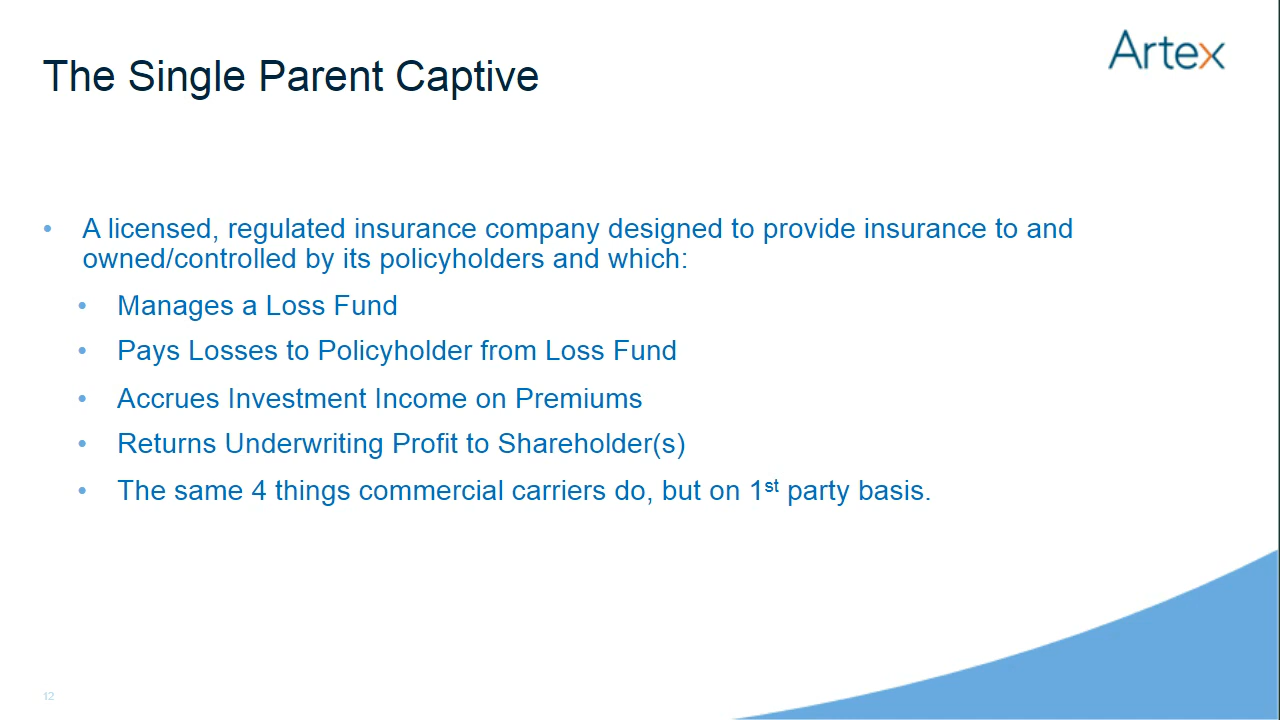 Artex
The Single Parent Captive
• A licensed, regulated insurance company designed to provide insurance to and
owned/controlled by its policyholders and which:
• Manages a Loss Fund
• Pays Losses to Policyholder from Loss Fund
• Accrues Investment Income on Premiums
• Returns Underwriting Profit to Shareholder(s)
• The same 4 things commercial carriers do, but on 1st party basis.
12